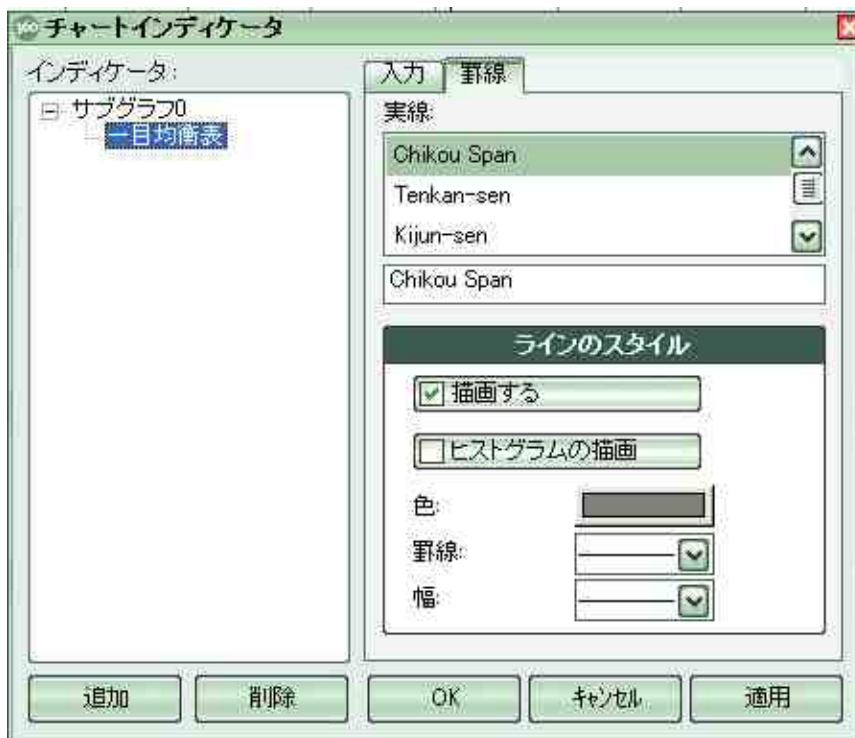 チャートインディケータ
インディケータ:
サブグラフ0
一目均衡表
入力 罫線
実線:
Chikou Span
Tenkan-sen
Kijun-sen
Chikou Span
ラインのスタイル
描画する
ヒストグラムの描画
色:
罫線:
幅:
追加 削除 OK キャンセル 適用